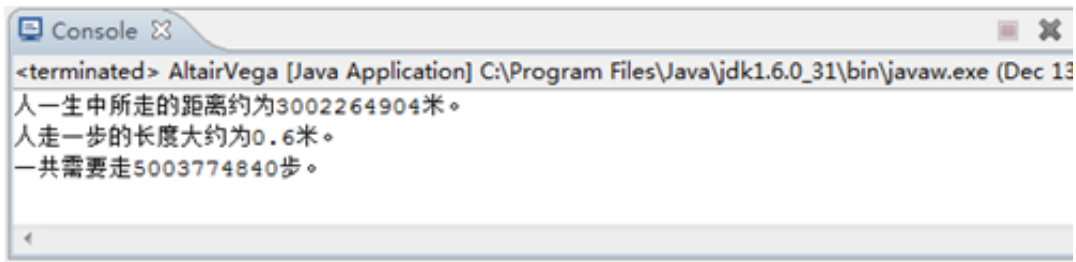 Console
<terminated> AltairVega [Java Application] C:\Program Files\Java\jdk1.6.0_31\bin\javaw.exe (Dec 13
人一生中所走的距离约为3002264904米。
人走一步的长度大约为0.6米。
一共需要走5003774840步。